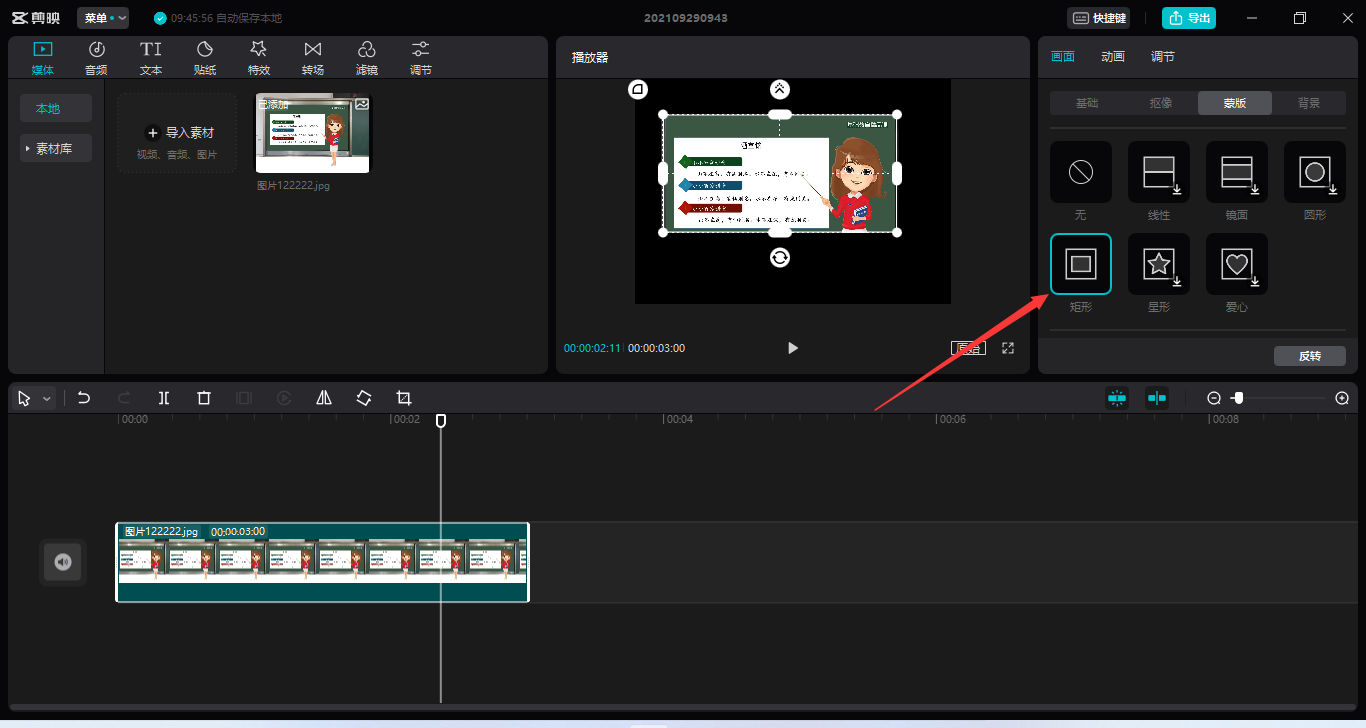 剪映
菜单
09:45:56 自动保存本地
202109290943
快捷键
导出
媒体
音频
文本
贴纸
特效
转场
滤镜
调节
本地
素材库
导入素材
视频、音频、图片
已添加
图片122222.jpg
播放器
00:00:02:11
00:00:03:00
原始
画面
动画
调节
基础
抠像
蒙版
背景
无
线性
镜面
圆形
矩形
星形
爱心
反转
00:00
00:02
00:04
00:06
00:08
图片122222.jpg
00:00:03:00